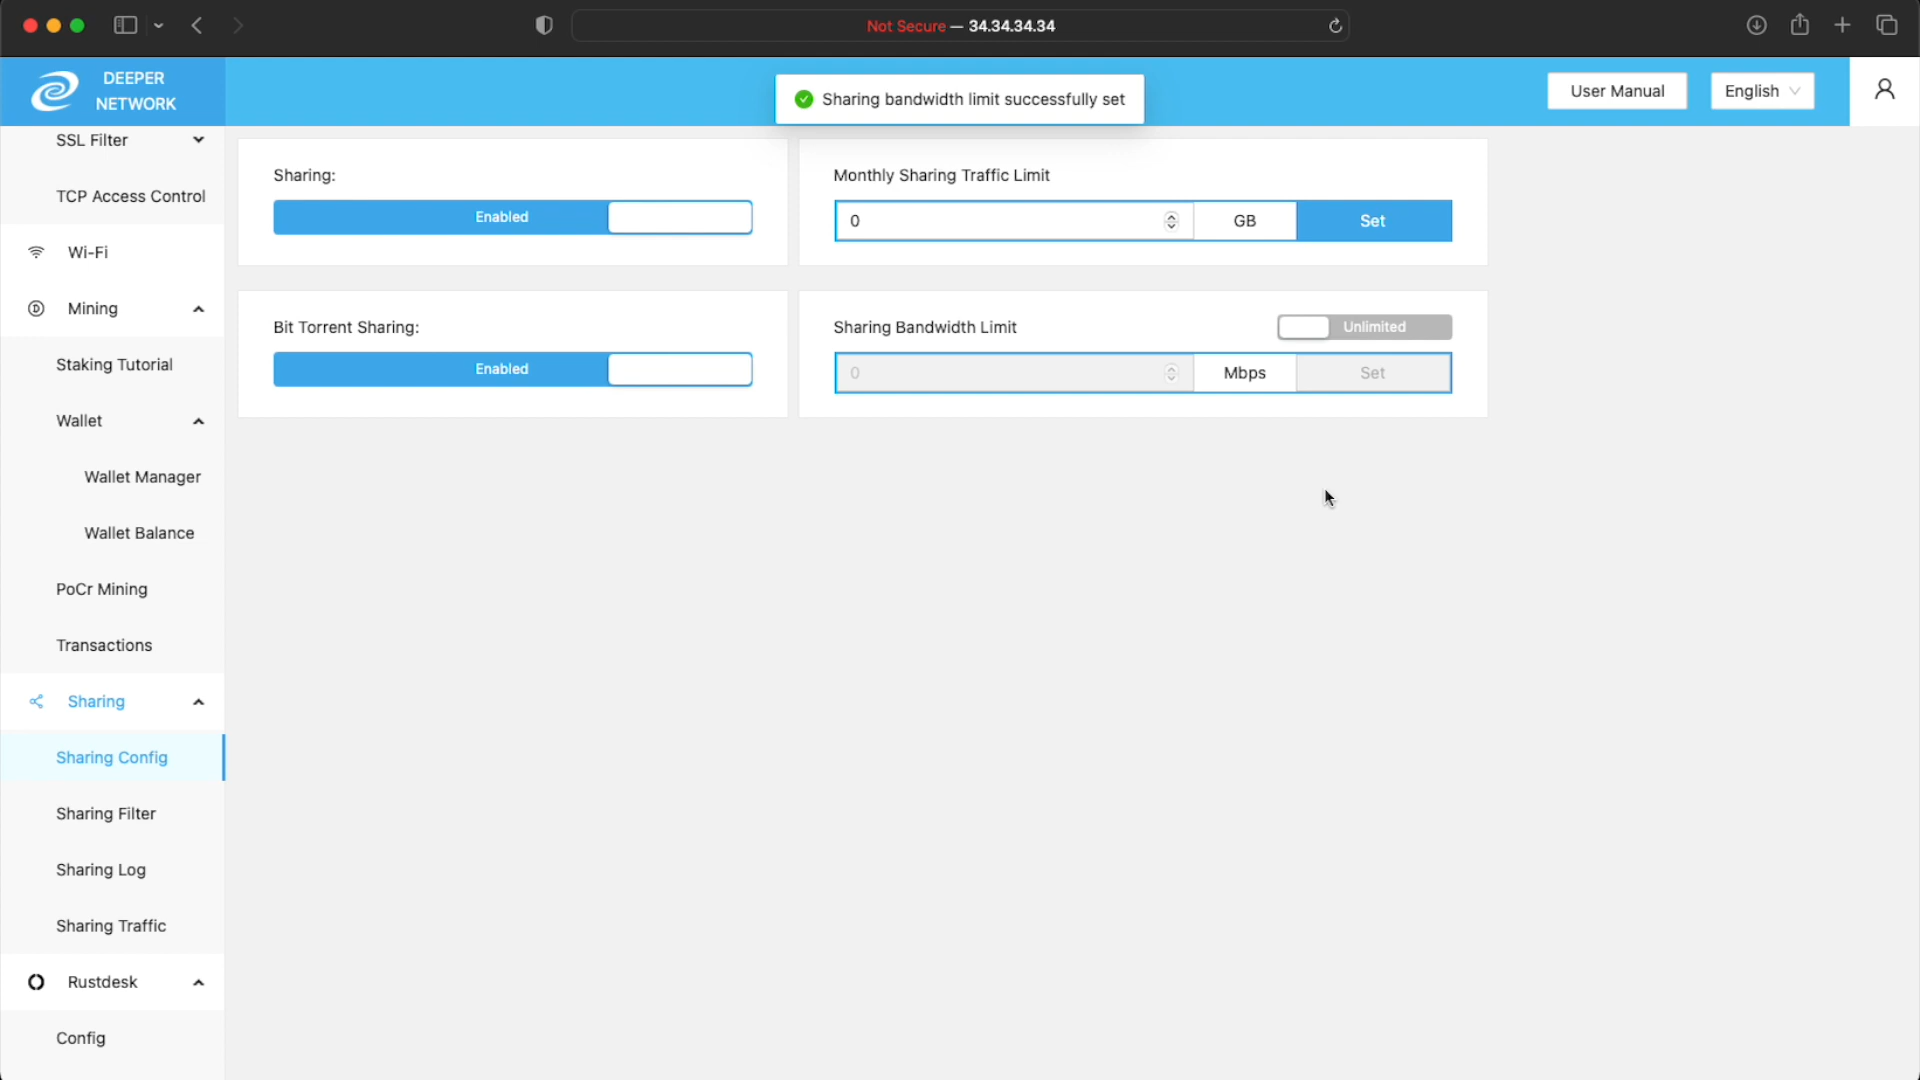 Not Secure — 34.34.34.34
DEEPER
NETWORK
Sharing bandwidth limit successfully set
User Manual
English
SSL Filter
TCP Access Control
Wi-Fi
Mining
Staking Tutorial
Wallet
Wallet Manager
Wallet Balance
PoCr Mining
Transactions
Sharing
Sharing Config
Sharing Filter
Sharing Log
Sharing Traffic
Rustdesk
Config
Sharing:
Enabled
Monthly Sharing Traffic Limit
0 GB Set
Bit Torrent Sharing:
Enabled
Sharing Bandwidth Limit Unlimited
0 Mbps Set